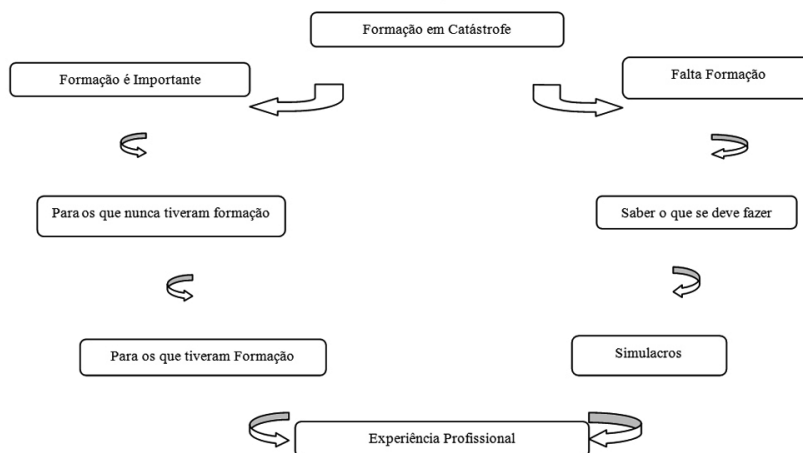 Formação em Catástrofe
Formação é Importante
Falta Formação
Para os que nunca tiveram formação
Saber o que se deve fazer
Para os que tiveram Formação
Simulacros
Experiência Profissional